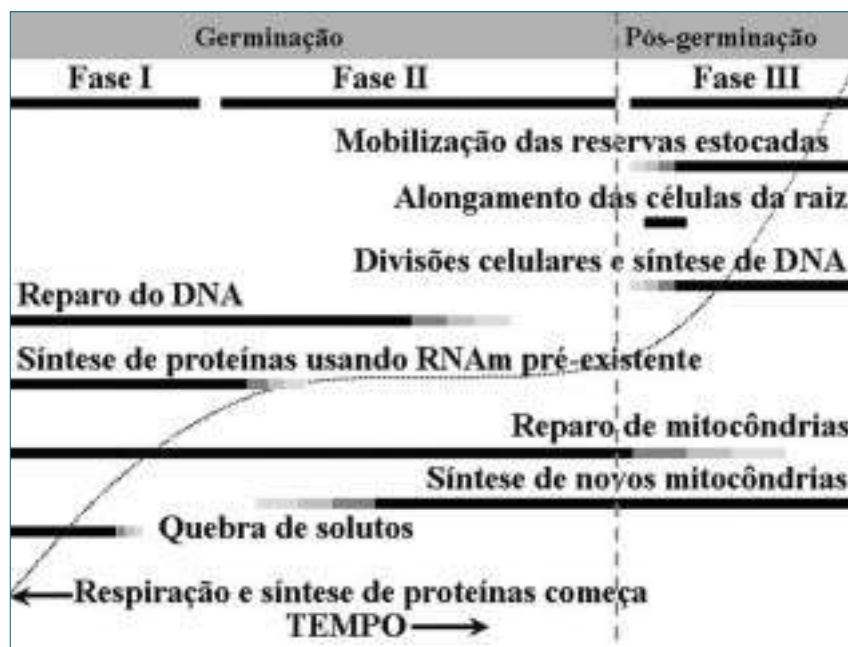 Germinação
Pós-germinação
Fase I
Fase II
Fase III
Mobilização das reservas estocadas
Alongamento das células da raiz
Divisões celulares e síntese de DNA
Reparo do DNA
Síntese de proteínas usando RNAm pré-existente
Reparo de mitocôndrias
Síntese de novos mitocôndrias
Quebra de solutos
Respiração e síntese de proteínas começa
TEMPO